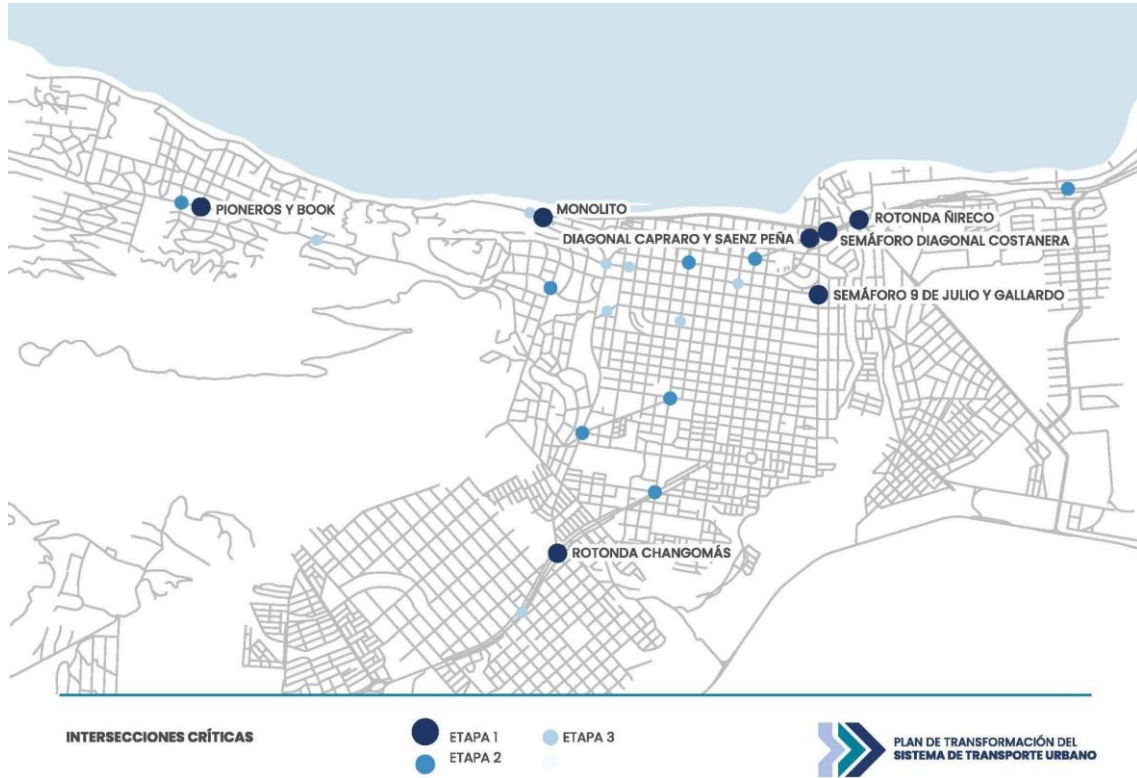 PIONEROS Y BOOK
MONOLITO
ROTONDA ÑIRECO
DIAGONAL CAPRARO Y SAENZ PEÑA
SEMÁFORO DIAGONAL COSTANERA
SEMÁFORO 9 DE JULIO Y GALLARDO
ROTONDA CHANGOMÁS
INTERSECCIONES CRÍTICAS
ETAPA 1
ETAPA 3
ETAPA 2
PLAN DE TRANSFORMACIÓN DEL
SISTEMA DE TRANSPORTE URBANO